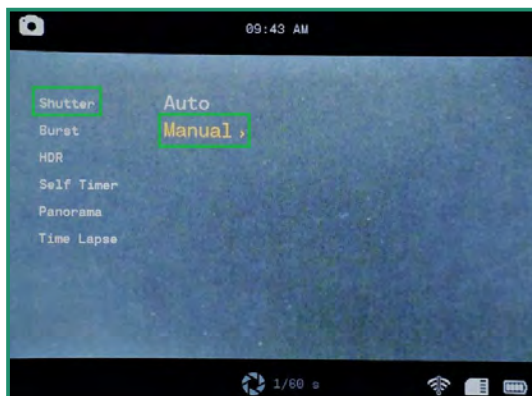 09:43 AM
Shutter
Burst
HDR
Self Timer
Panorama
Time Lapse
Auto
Manual ›
1/60 s